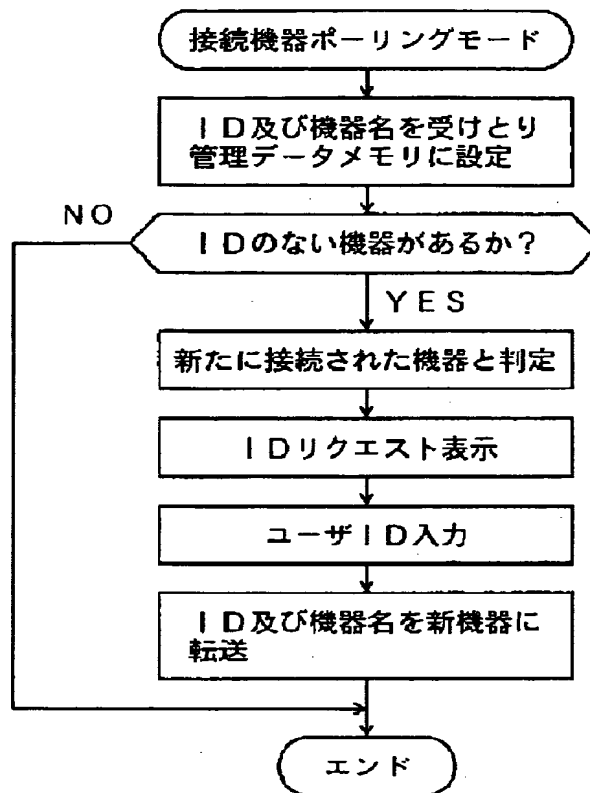 接続機器ポーリングモード
ID及び機器名を受けとり
管理データメモリに設定
NO
IDのない機器があるか？
YES
新たに接続された機器と判定
IDリクエスト表示
ユーザID入力
ID及び機器名を新機器に
転送
エンド